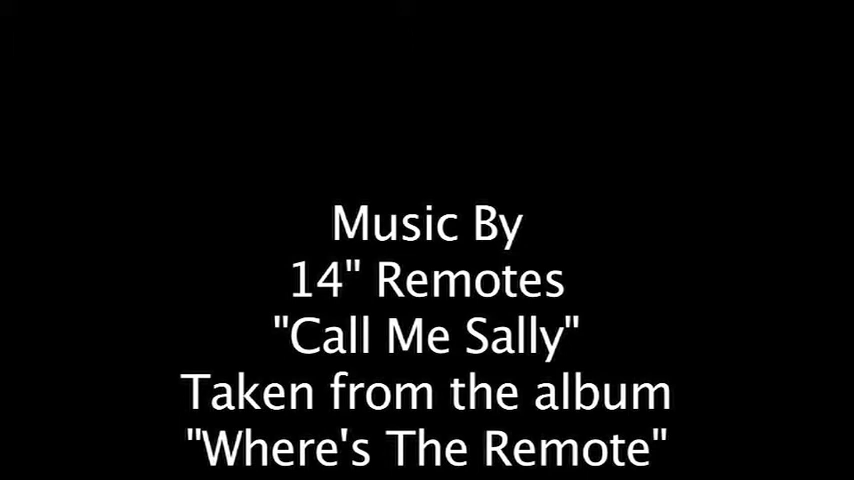 Music By
14" Remotes
"Call Me Sally"
Taken from the album
"Where's The Remote"